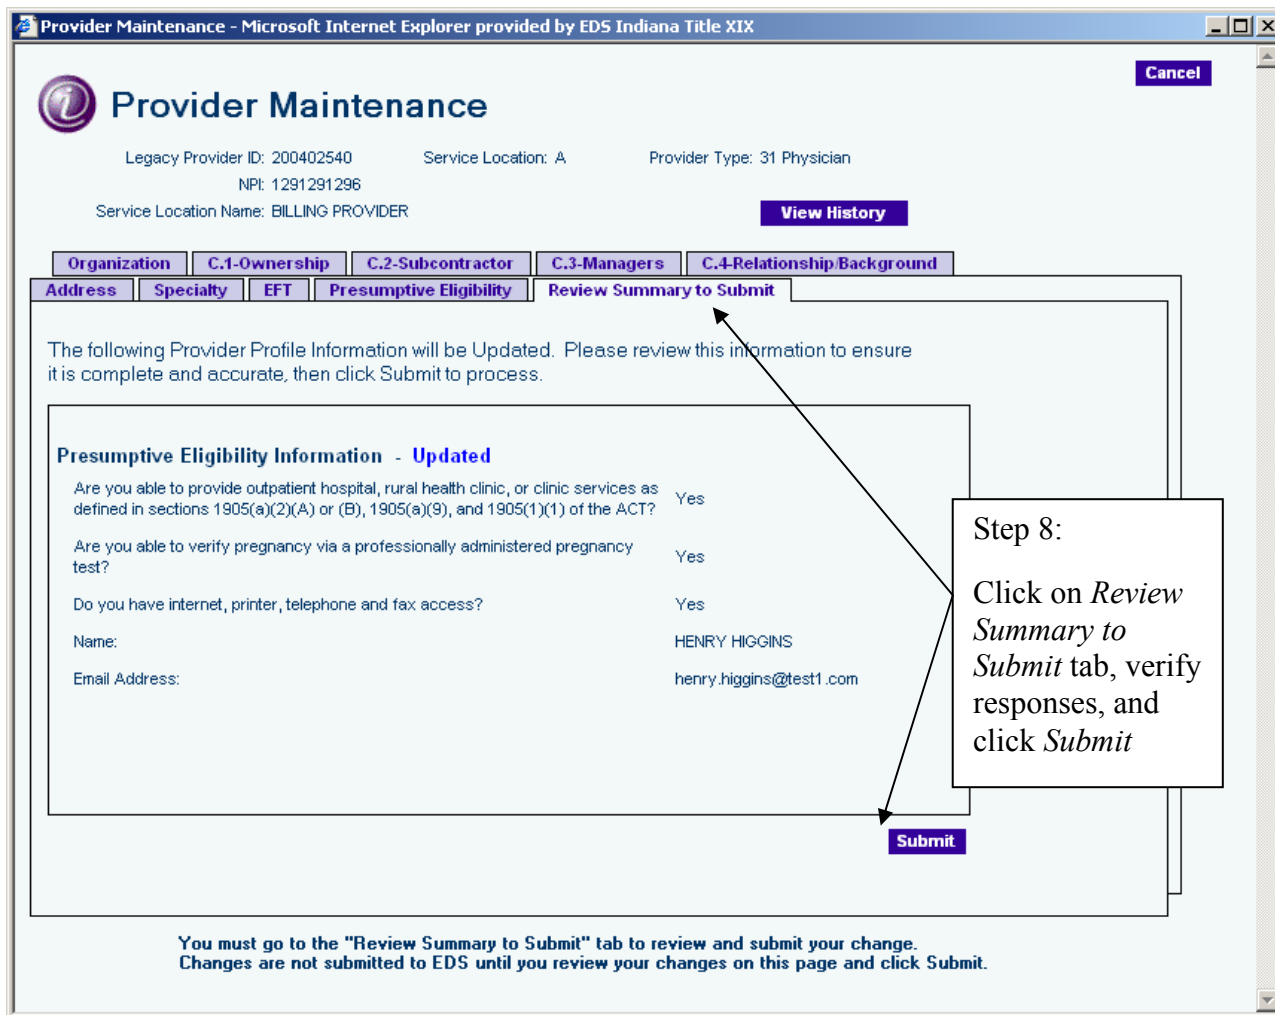 Provider Maintenance - Microsoft Internet Explorer provided by EDS Indiana Title XIX
Cancel
Provider Maintenance
Legacy Provider ID: 200402540 Service Location: A Provider Type: 31 Physician
NPI: 1291291296
Service Location Name: BILLING PROVIDER
View History
Organization C.1-Ownership C.2-Subcontractor C.3-Managers C.4-Relationship/Background
Address Specialty EFT Presumptive Eligibility Review Summary to Submit
The following Provider Profile Information will be Updated. Please review this information to ensure
it is complete and accurate, then click Submit to process.
Presumptive Eligibility Information - Updated
Are you able to provide outpatient hospital, rural health clinic, or clinic services as
defined in sections 1905(a)(2)(A) or (B), 1905(a)(9), and 1905(1)(1) of the ACT?
Yes
Are you able to verify pregnancy via a professionally administered pregnancy
test?
Yes
Do you have internet, printer, telephone and fax access? Yes
Name: HENRY HIGGINS
Email Address: henry.higgins@test1.com
Step 8:
Click on Review
Summary to
Submit tab, verify
responses, and
click Submit
Submit
You must go to the "Review Summary to Submit" tab to review and submit your change.
Changes are not submitted to EDS until you review your changes on this page and click Submit.